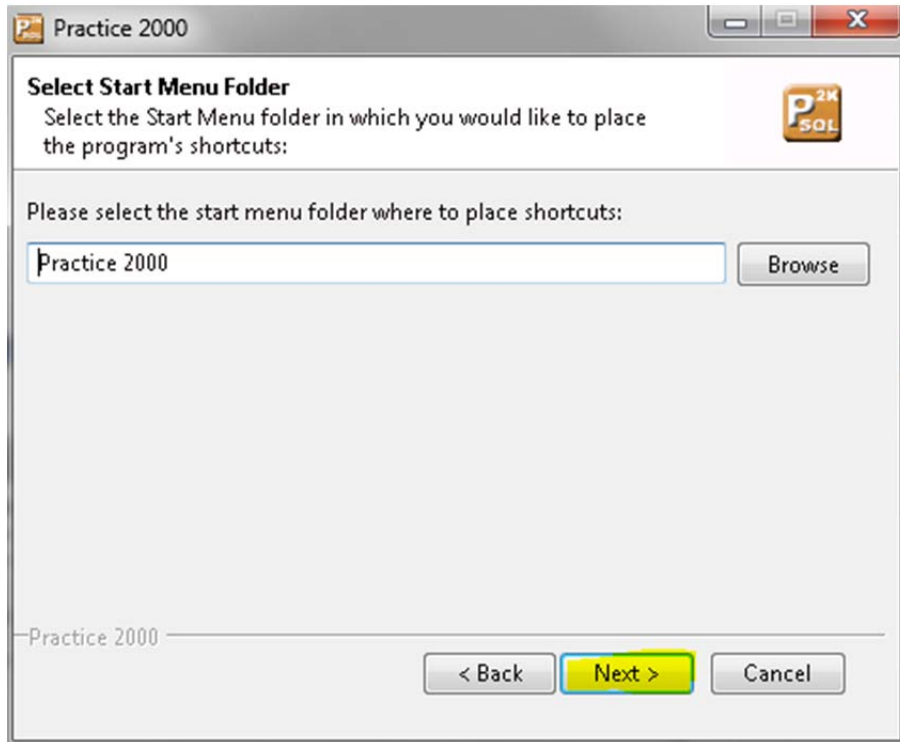 P
SQL
Practice 2000
Select Start Menu Folder
Select the Start Menu folder in which you would like to place
the program's shortcuts:
P2K
SQL
Please select the start menu folder where to place shortcuts:
Practice 2000
Browse
Practice 2000
< Back
Next >
Cancel